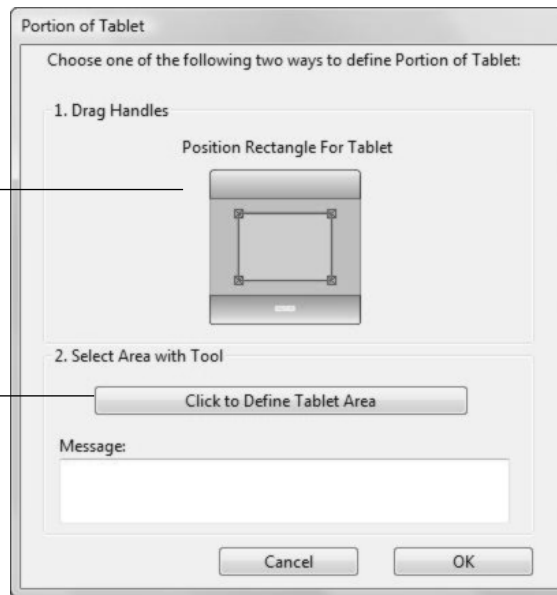 Portion of Tablet
Choose one of the following two ways to define Portion of Tablet:
1. Drag Handles
Position Rectangle For Tablet
2. Select Area with Tool
Click to Define Tablet Area
Message:
Cancel OK